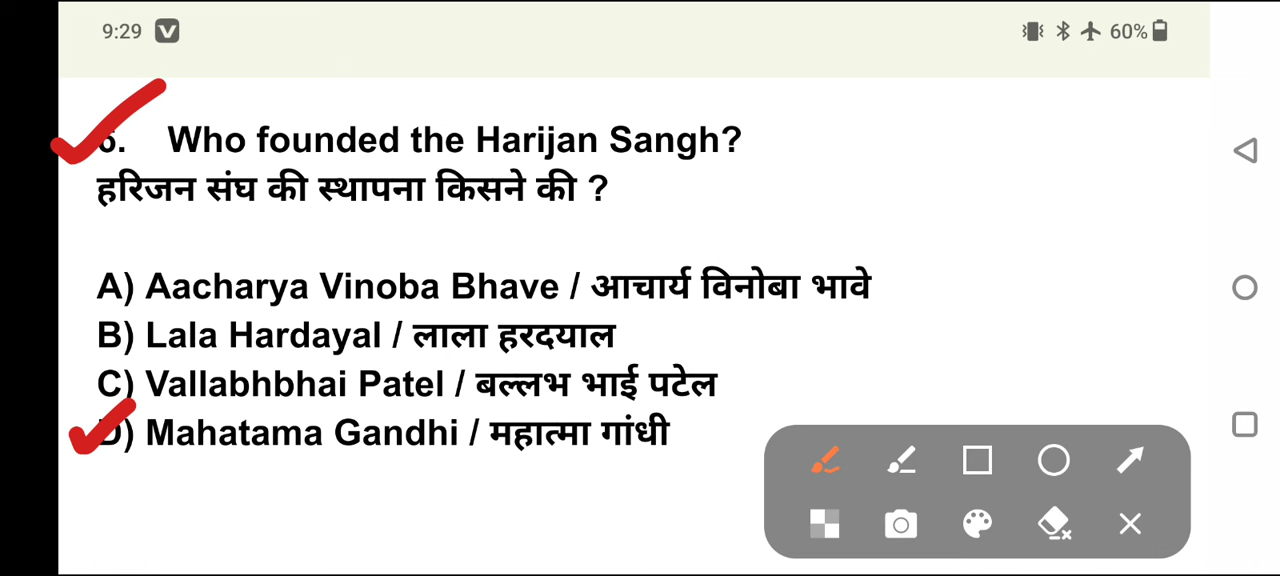 9:29
60%
6. Who founded the Harijan Sangh?
हरिजन संघ की स्थापना किसने की ?
A) Aacharya Vinoba Bhave / आचार्य विनोबा भावे
B) Lala Hardayal / लाला हरदयाल
C) Vallabhbhai Patel / बल्लभ भाई पटेल
D) Mahatama Gandhi / महात्मा गांधी